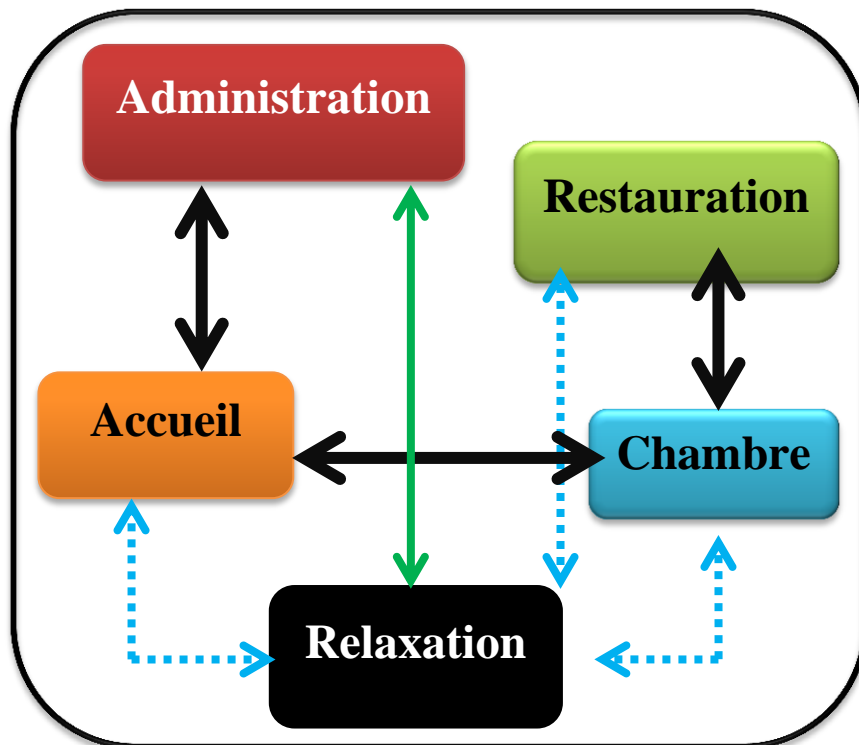 Administration
Restauration
Accueil
Chambre
Relaxation